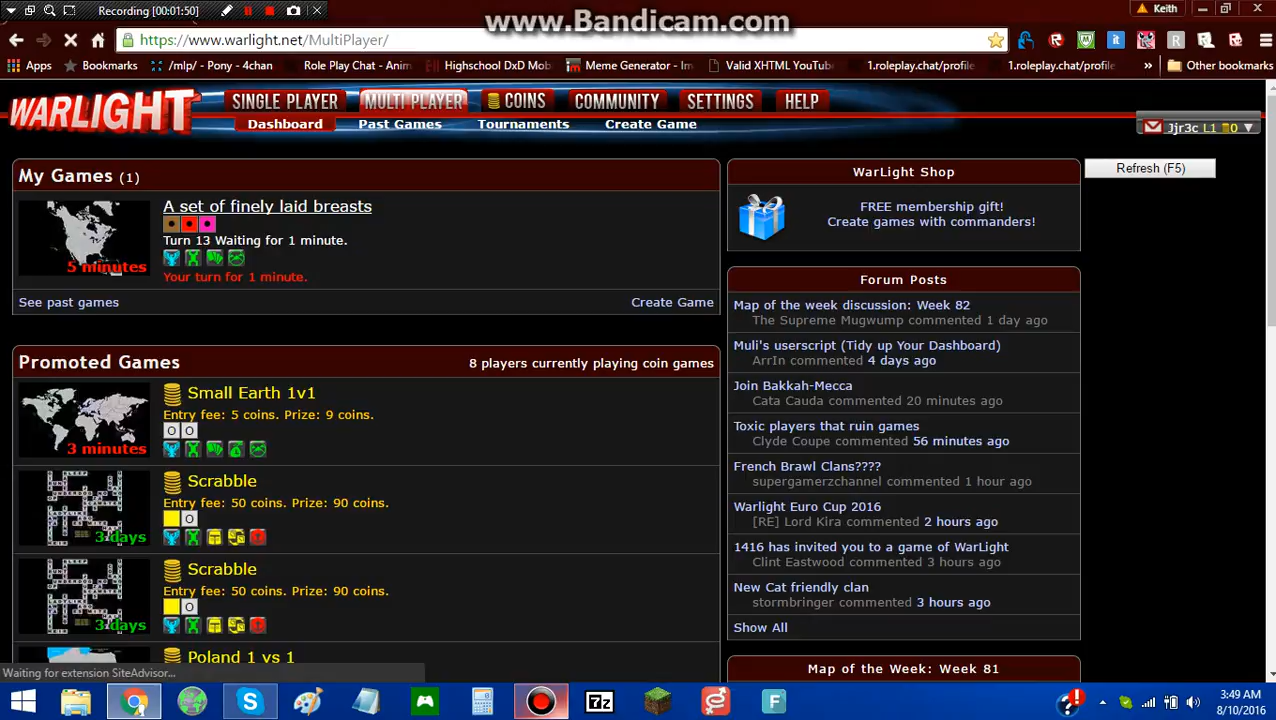 Recording [00:01:50]
www.Bandicam.com
Keith
https://www.warlight.net/MultiPlayer/
Apps Bookmarks /mlp/ - Pony - 4chan Role Play Chat - Anim Highschool DxD Mob Meme Generator - Im Valid XHTML YouTub 1.roleplay.chat/profile 1.roleplay.chat/profile » Other bookmarks
WARLIGHT SINGLE PLAYER MULTI PLAYER COINS COMMUNITY SETTINGS HELP
Dashboard Past Games Tournaments Create Game
Jjr3c L1 0 ▼
My Games (1)
A set of finely laid breasts
Turn 13 Waiting for 1 minute.
5 minutes
Your turn for 1 minute.
See past games Create Game
Promoted Games 8 players currently playing coin games
Small Earth 1v1
Entry fee: 5 coins. Prize: 9 coins.
O O
3 minutes
Scrabble
Entry fee: 50 coins. Prize: 90 coins.
O
3 days
Scrabble
Entry fee: 50 coins. Prize: 90 coins.
O
3 days
Poland 1 vs 1
WarLight Shop
FREE membership gift!
Create games with commanders!
Refresh (F5)
Forum Posts
Map of the week discussion: Week 82
The Supreme Mugwump commented 1 day ago
Muli's userscript (Tidy up Your Dashboard)
ArrIn commented 4 days ago
Join Bakkah-Mecca
Cata Cauda commented 20 minutes ago
Toxic players that ruin games
Clyde Coupe commented 56 minutes ago
French Brawl Clans????
supergamerzchannel commented 1 hour ago
Warlight Euro Cup 2016
[RE] Lord Kira commented 2 hours ago
1416 has invited you to a game of WarLight
Clint Eastwood commented 3 hours ago
New Cat friendly clan
stormbringer commented 3 hours ago
Show All
Map of the Week: Week 81
Waiting for extension SiteAdvisor...
7z
F
3:49 AM
8/10/2016